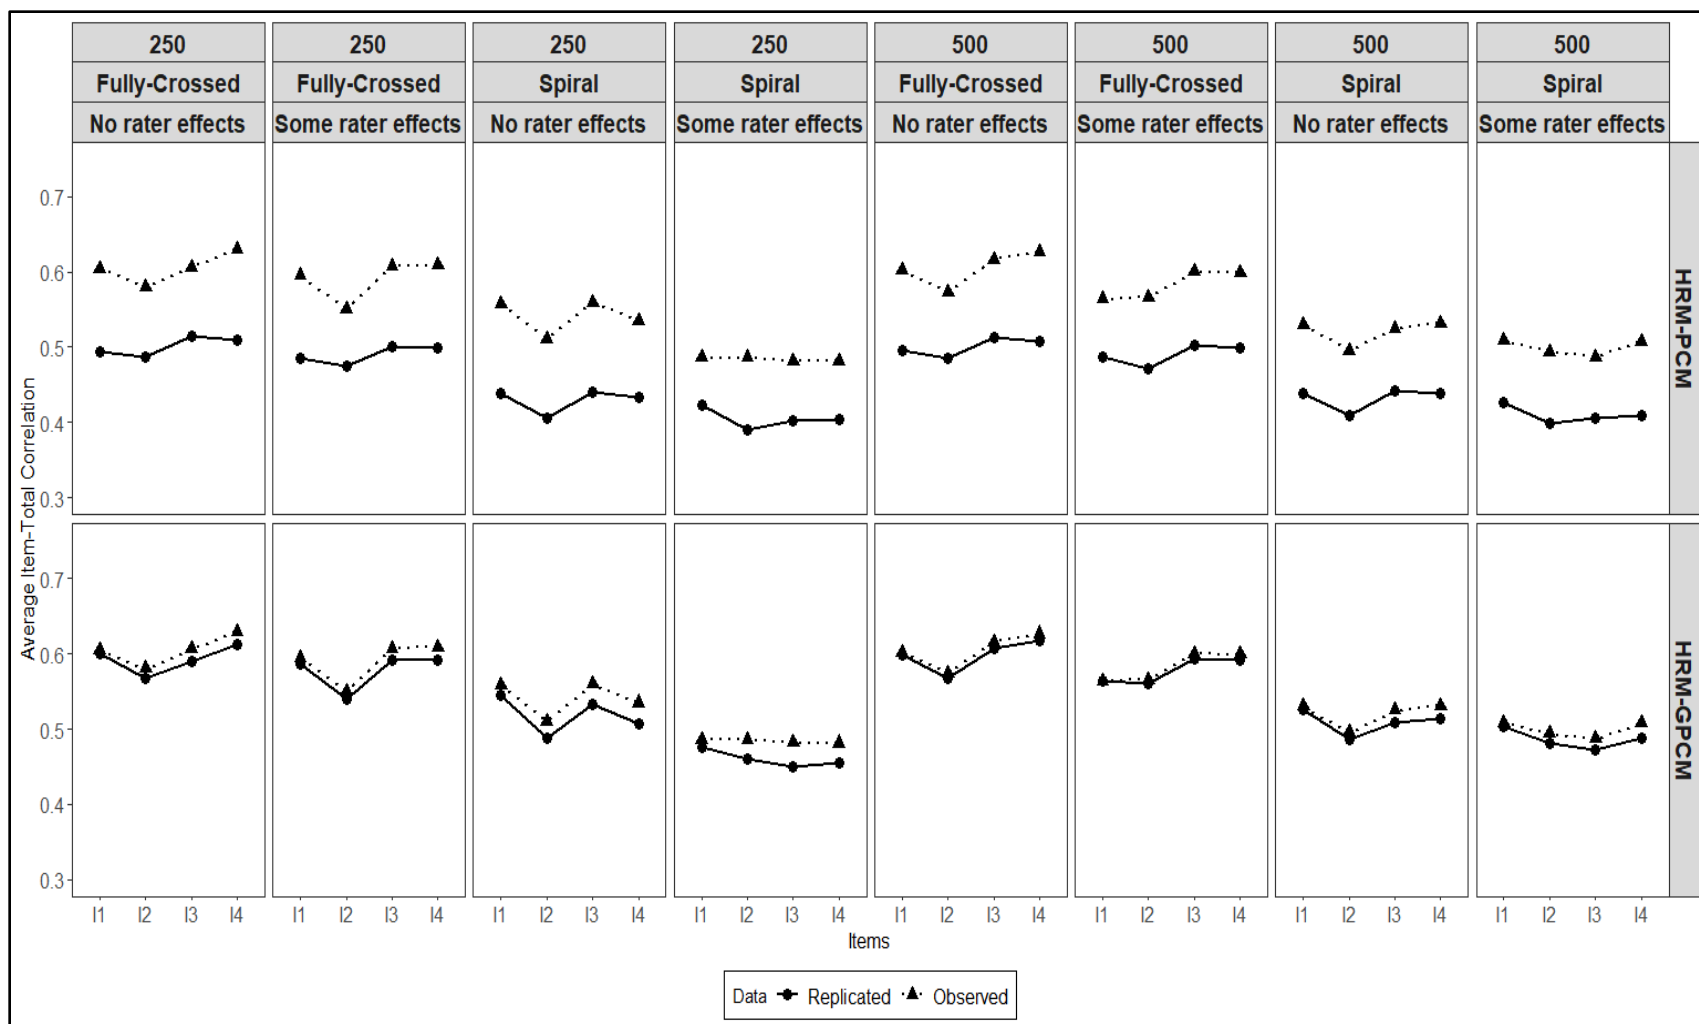 250 250 250 250 500 500 500 500
Fully-Crossed Fully-Crossed Spiral Spiral Fully-Crossed Fully-Crossed Spiral Spiral
No rater effects Some rater effects No rater effects Some rater effects No rater effects Some rater effects No rater effects Some rater effects
Average Item-Total Correlation
0.7
0.6
0.5
0.4
0.3
HRM-PCM
0.7
0.6
0.5
0.4
0.3
HRM-GPCM
I1 I2 I3 I4 I1 I2 I3 I4 I1 I2 I3 I4 I1 I2 I3 I4 I1 I2 I3 I4 I1 I2 I3 I4 I1 I2 I3 I4 I1 I2 I3 I4
Items
Data Replicated Observed